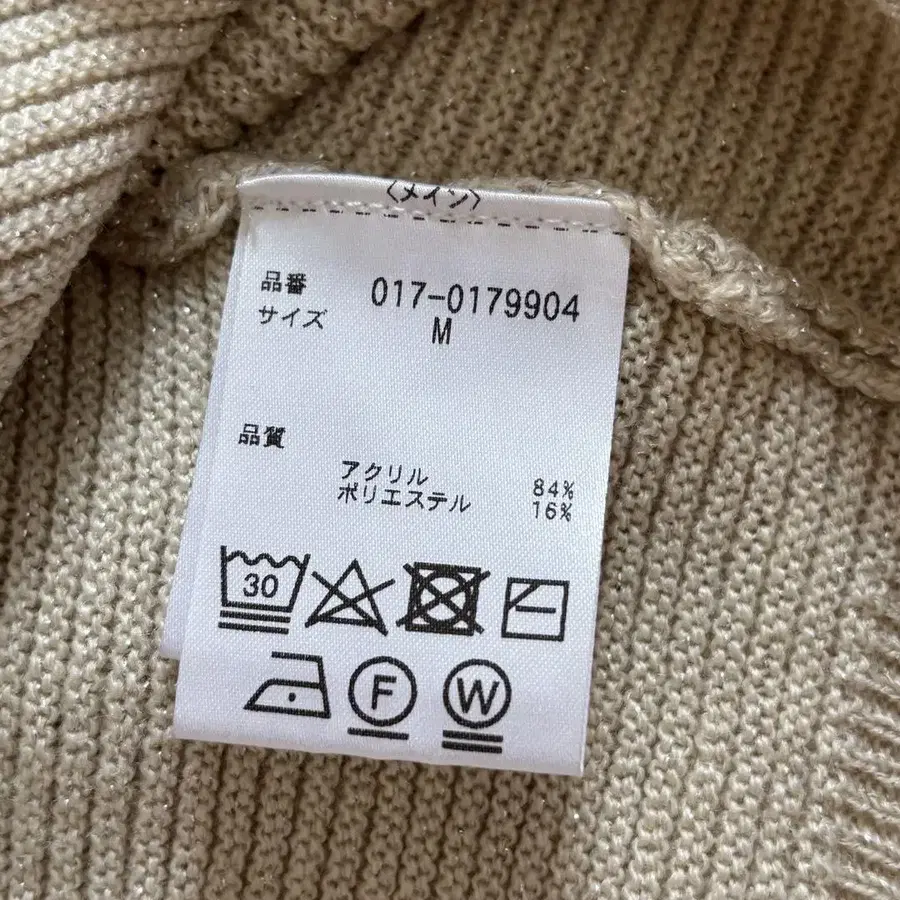 〈メイン〉
品番 017-0179904
サイズ M
品質
アクリル 84%
ポリエステル 16%
30
F W